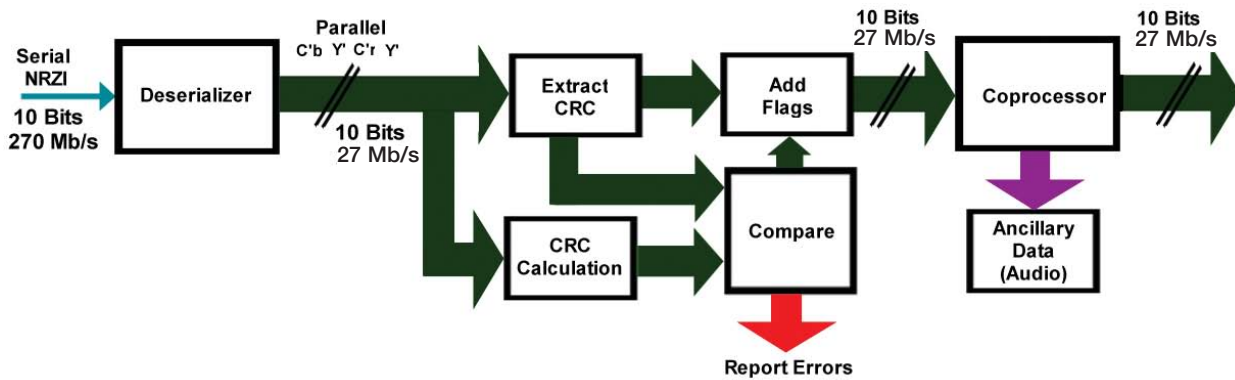 Serial
NRZI
10 Bits
270 Mb/s
Deserializer
Parallel
C'b Y' C'r Y'
10 Bits
27 Mb/s
Extract
CRC
CRC
Calculation
Add
Flags
Compare
Report Errors
10 Bits
27 Mb/s
Coprocessor
Ancillary
Data
(Audio)
10 Bits
27 Mb/s